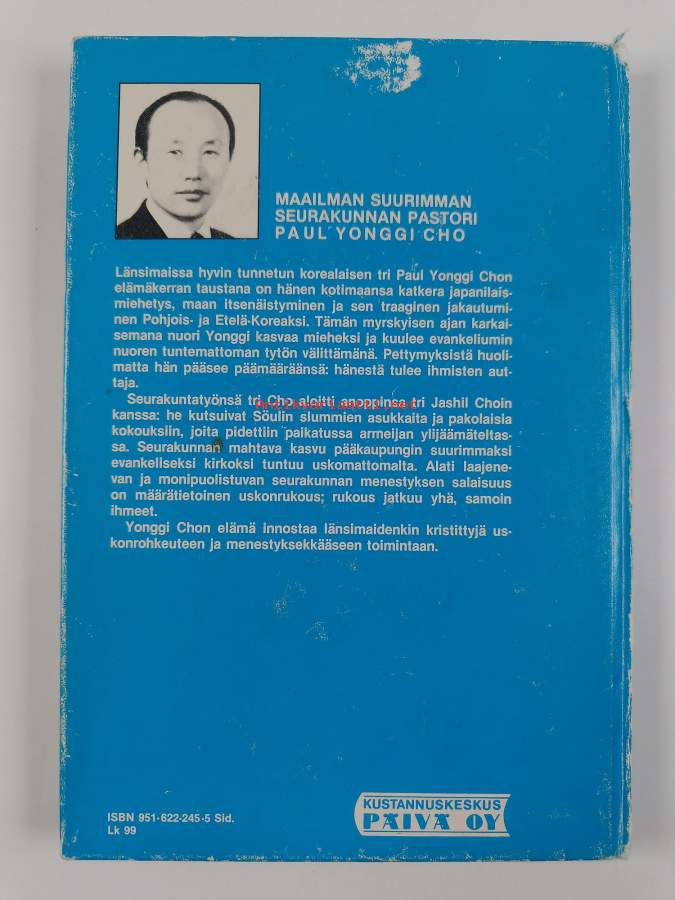 MAAILMAN SUURIMMAN
SEURAKUNNAN PASTORI
PAUL YONGGI CHO
Länsimaissa hyvin tunnetun korealaisen tri Paul Yonggi Chon
elämäkerran taustana on hänen kotimaansa katkera japanilais-
miehetys, maan itsenäistyminen ja sen traaginen jakautumi-
nen Pohjois- ja Etelä-Koreaksi. Tämän myrskyisen ajan karkai-
semana nuori Yonggi kasvaa mieheksi ja kuulee evankeliumin
nuoren tuntemattoman tytön välittämänä. Pettymyksistä huoli-
matta hän pääsee päämääräänsä: hänestä tulee ihmisten aut-
taja.
Seurakuntatyönsä tri Cho aloitti anoppinsa tri Jashil Choin
antikvariaatti.net
kanssa: he kutsuivat Söulin slummien asukkaita ja pakolaisia
kokouksiin, joita pidettiin paikatussa armeijan ylijäämäteltas-
sa. Seurakunnan mahtava kasvu pääkaupungin suurimmaksi
evankeliseksi kirkoksi tuntuu uskomattomalta. Alati laajene-
van ja monipuolistuvan seurakunnan menestyksen salaisuus
on määrätietoinen uskonrukous; rukous jatkuu yhä, samoin
ihmeet.
Yonggi Chon elämä innostaa länsimaidenkin kristittyjä us-
konrohkeuteen ja menestyksekkääseen toimintaan.
ISBN 951-622-245-5 Sid.
Lk 99
KUSTANNUSKESKUS
PÄIVÄ OY